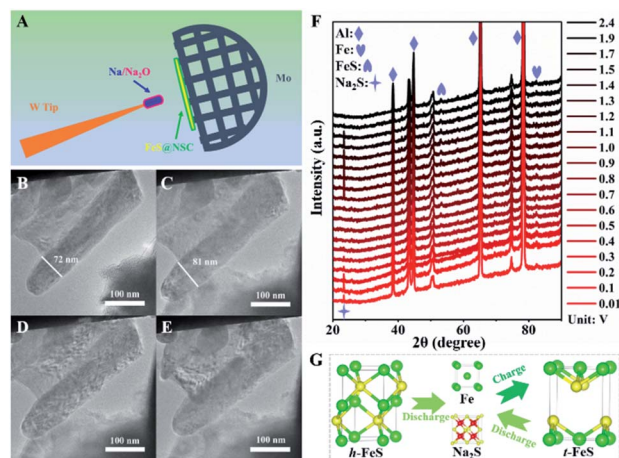 A
Na/Na₂O
Mo
W Tip
FeS@NSC
B
72 nm
100 nm
C
81 nm
100 nm
D
100 nm
E
100 nm
F
Al:
Fe:
FeS:
Na₂S:
Intensity (a.u.)
20 40 60 80
2θ (degree)
2.4
1.9
1.7
1.5
1.4
1.3
1.2
1.1
1.0
0.9
0.8
0.7
0.6
0.5
0.4
0.3
0.2
0.1
0.01
Unit: V
G
Discharge
Fe
Na₂S
Charge
Discharge
h-FeS
t-FeS